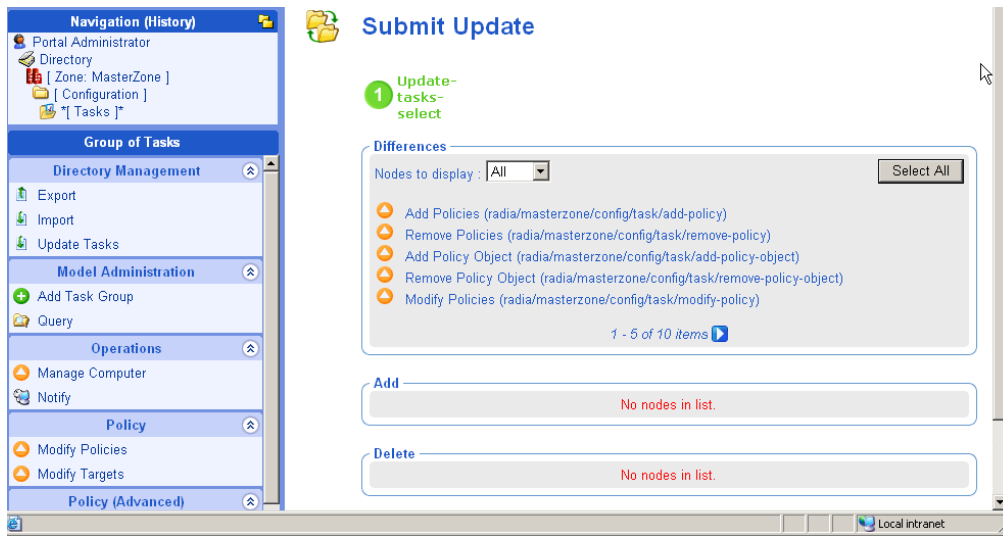 Navigation (History)
Portal Administrator
Directory
[ Zone: MasterZone ]
[ Configuration ]
*[ Tasks ]*
Group of Tasks
Directory Management
Export
Import
Update Tasks
Model Administration
Add Task Group
Query
Operations
Manage Computer
Notify
Policy
Modify Policies
Modify Targets
Policy (Advanced)
Submit Update
1
Update-
tasks-
select
Differences
Nodes to display : All
Select All
Add Policies (radia/masterzone/config/task/add-policy)
Remove Policies (radia/masterzone/config/task/remove-policy)
Add Policy Object (radia/masterzone/config/task/add-policy-object)
Remove Policy Object (radia/masterzone/config/task/remove-policy-object)
Modify Policies (radia/masterzone/config/task/modify-policy)
1 - 5 of 10 items
Add
No nodes in list.
Delete
No nodes in list.
Local intranet